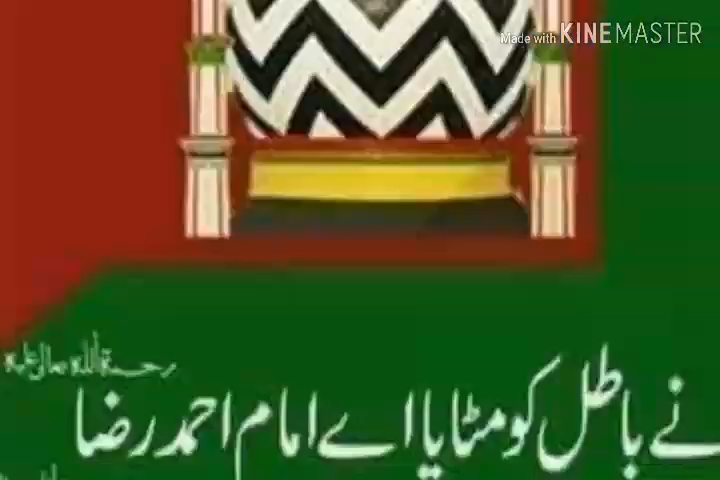 Made with KINEMASTER
رحمۃ اللہ تعالیٰ علیہ
نے باطل کو مٹایا اے امام احمد رضا